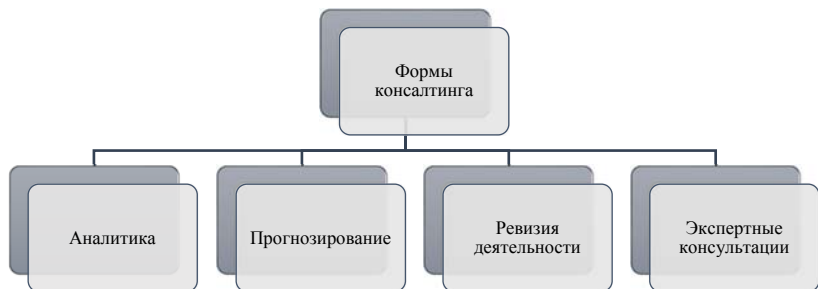 Формы
консалтинга
Аналитика
Прогнозирование
Ревизия
деятельности
Экспертные
консультации